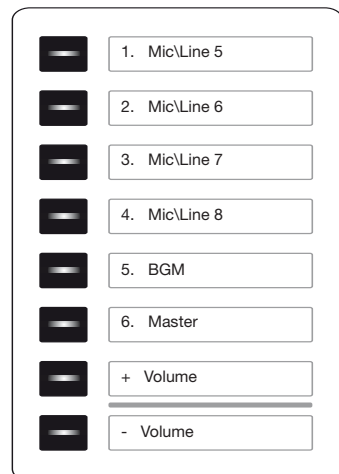 1. Mic\Line 5
2. Mic\Line 6
3. Mic\Line 7
4. Mic\Line 8
5. BGM
6. Master
+ Volume
- Volume